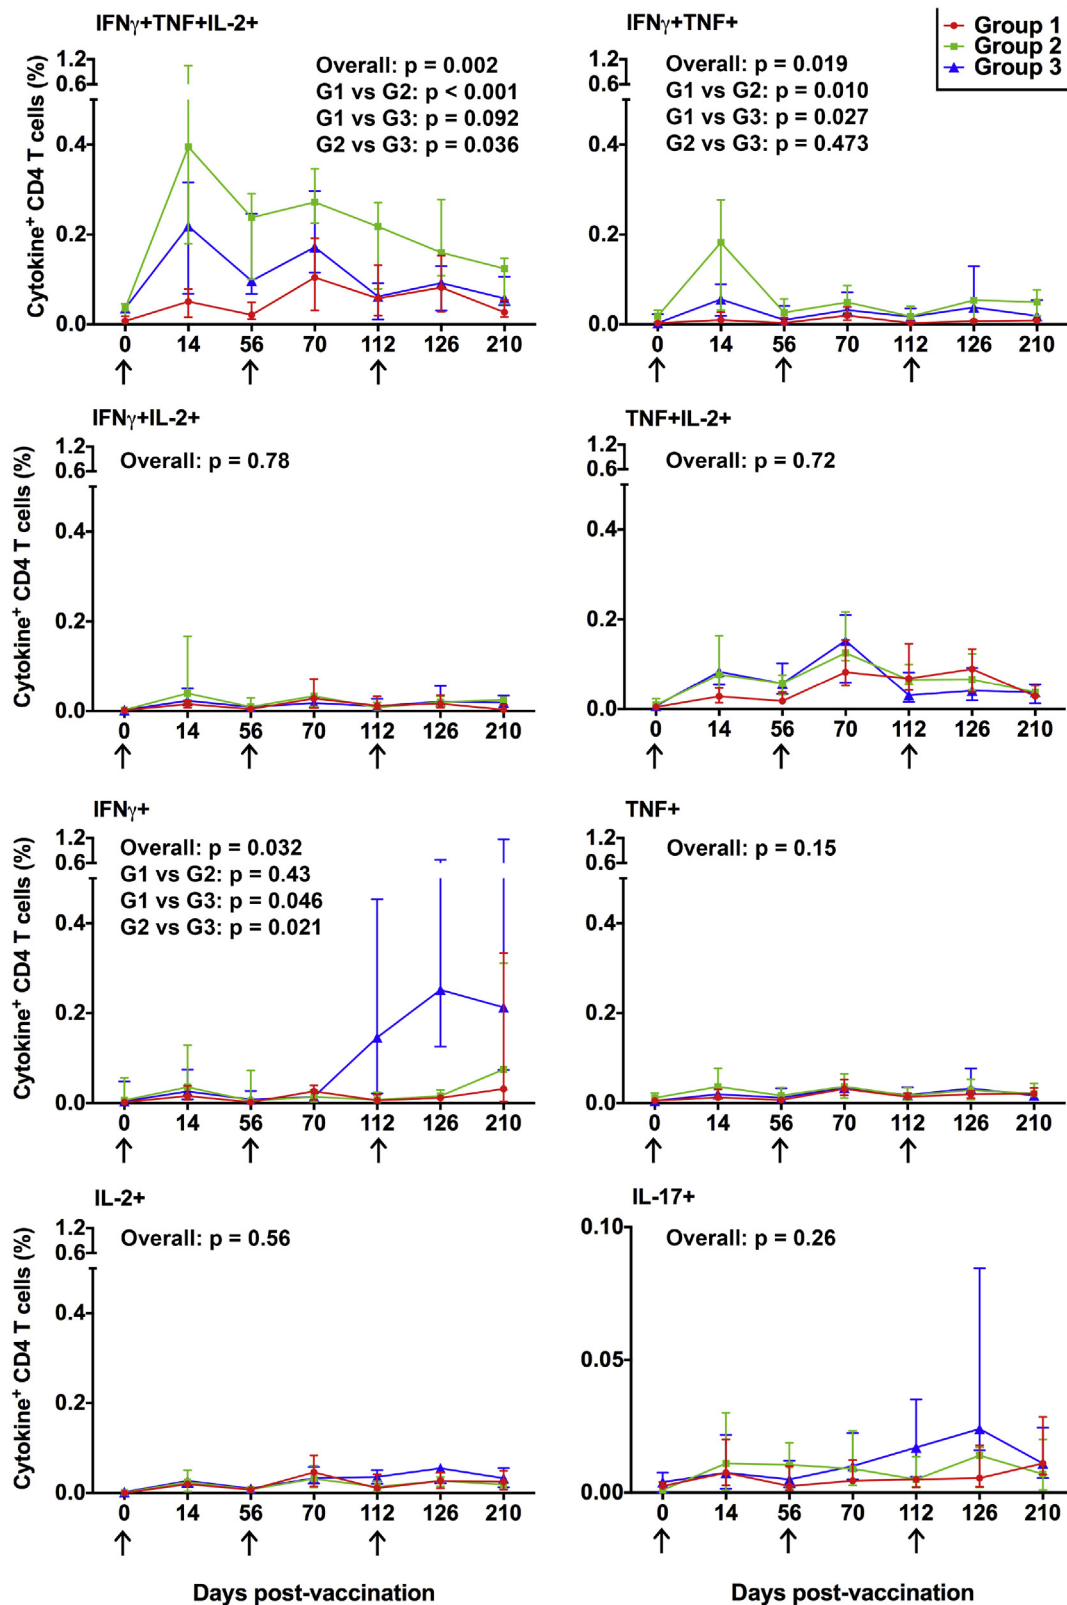 IFNγ+TNF+IL-2+
Cytokine⁺ CD4 T cells (%)
1.2
0.6
0.4
0.2
0.0
Overall: p = 0.002
G1 vs G2: p < 0.001
G1 vs G3: p = 0.092
G2 vs G3: p = 0.036
0 14 56 70 112 126 210
IFNγ+TNF+
1.2
0.6
0.4
0.2
0.0
Overall: p = 0.019
G1 vs G2: p = 0.010
G1 vs G3: p = 0.027
G2 vs G3: p = 0.473
0 14 56 70 112 126 210
Group 1
Group 2
Group 3
IFNγ+IL-2+
Cytokine⁺ CD4 T cells (%)
1.2
0.6
0.4
0.2
0.0
Overall: p = 0.78
0 14 56 70 112 126 210
TNF+IL-2+
1.2
0.6
0.4
0.2
0.0
Overall: p = 0.72
0 14 56 70 112 126 210
IFNγ+
Cytokine⁺ CD4 T cells (%)
1.2
0.6
0.4
0.2
0.0
Overall: p = 0.032
G1 vs G2: p = 0.43
G1 vs G3: p = 0.046
G2 vs G3: p = 0.021
0 14 56 70 112 126 210
TNF+
1.2
0.6
0.4
0.2
0.0
Overall: p = 0.15
0 14 56 70 112 126 210
IL-2+
Cytokine⁺ CD4 T cells (%)
1.2
0.6
0.4
0.2
0.0
Overall: p = 0.56
0 14 56 70 112 126 210
Days post-vaccination
IL-17+
0.10
0.05
0.00
Overall: p = 0.26
0 14 56 70 112 126 210
Days post-vaccination